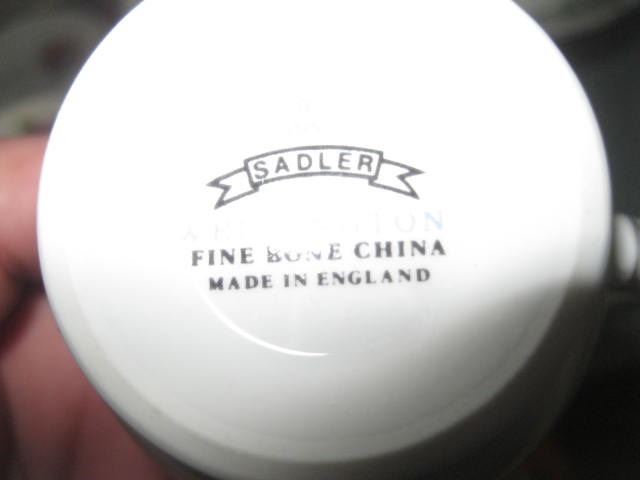 SADLER
FINE BONE CHINA
MADE IN ENGLAND